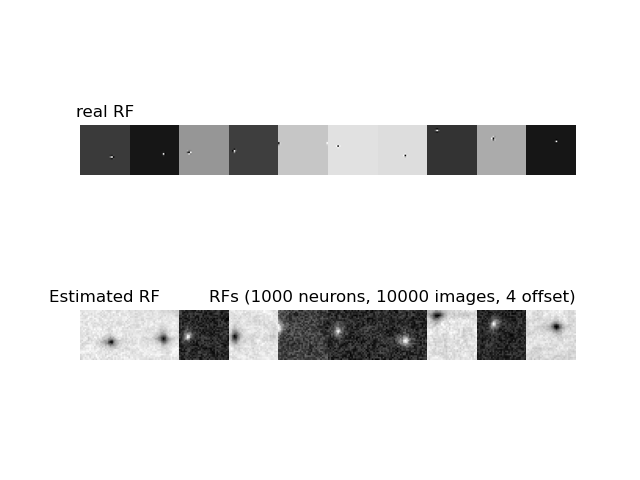 real RF
Estimated RF
RFs (1000 neurons, 10000 images, 4 offset)